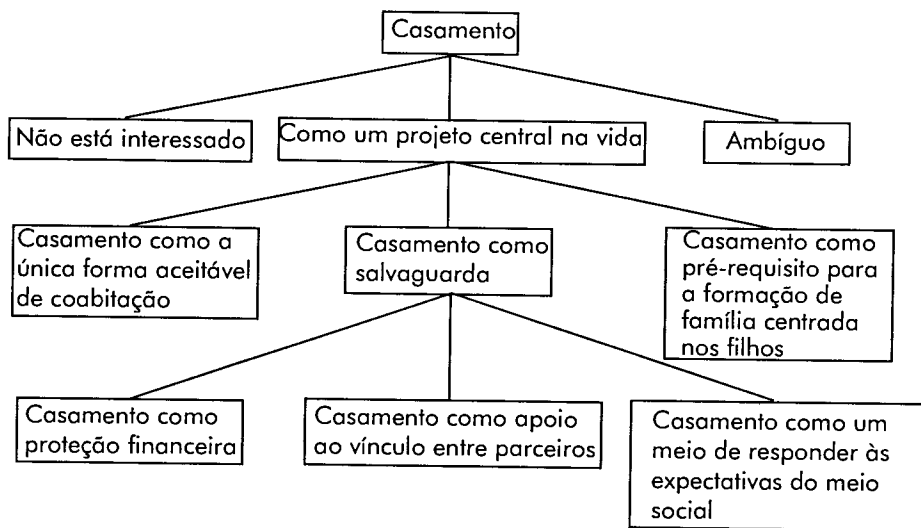 Casamento
Não está interessado
Como um projeto central na vida
Ambíguo
Casamento como a
única forma aceitável
de coabitação
Casamento como
salvaguarda
Casamento como
pré-requisito para
a formação de
família centrada
nos filhos
Casamento como
proteção financeira
Casamento como apoio
ao vínculo entre parceiros
Casamento como um
meio de responder às
expectativas do meio
social